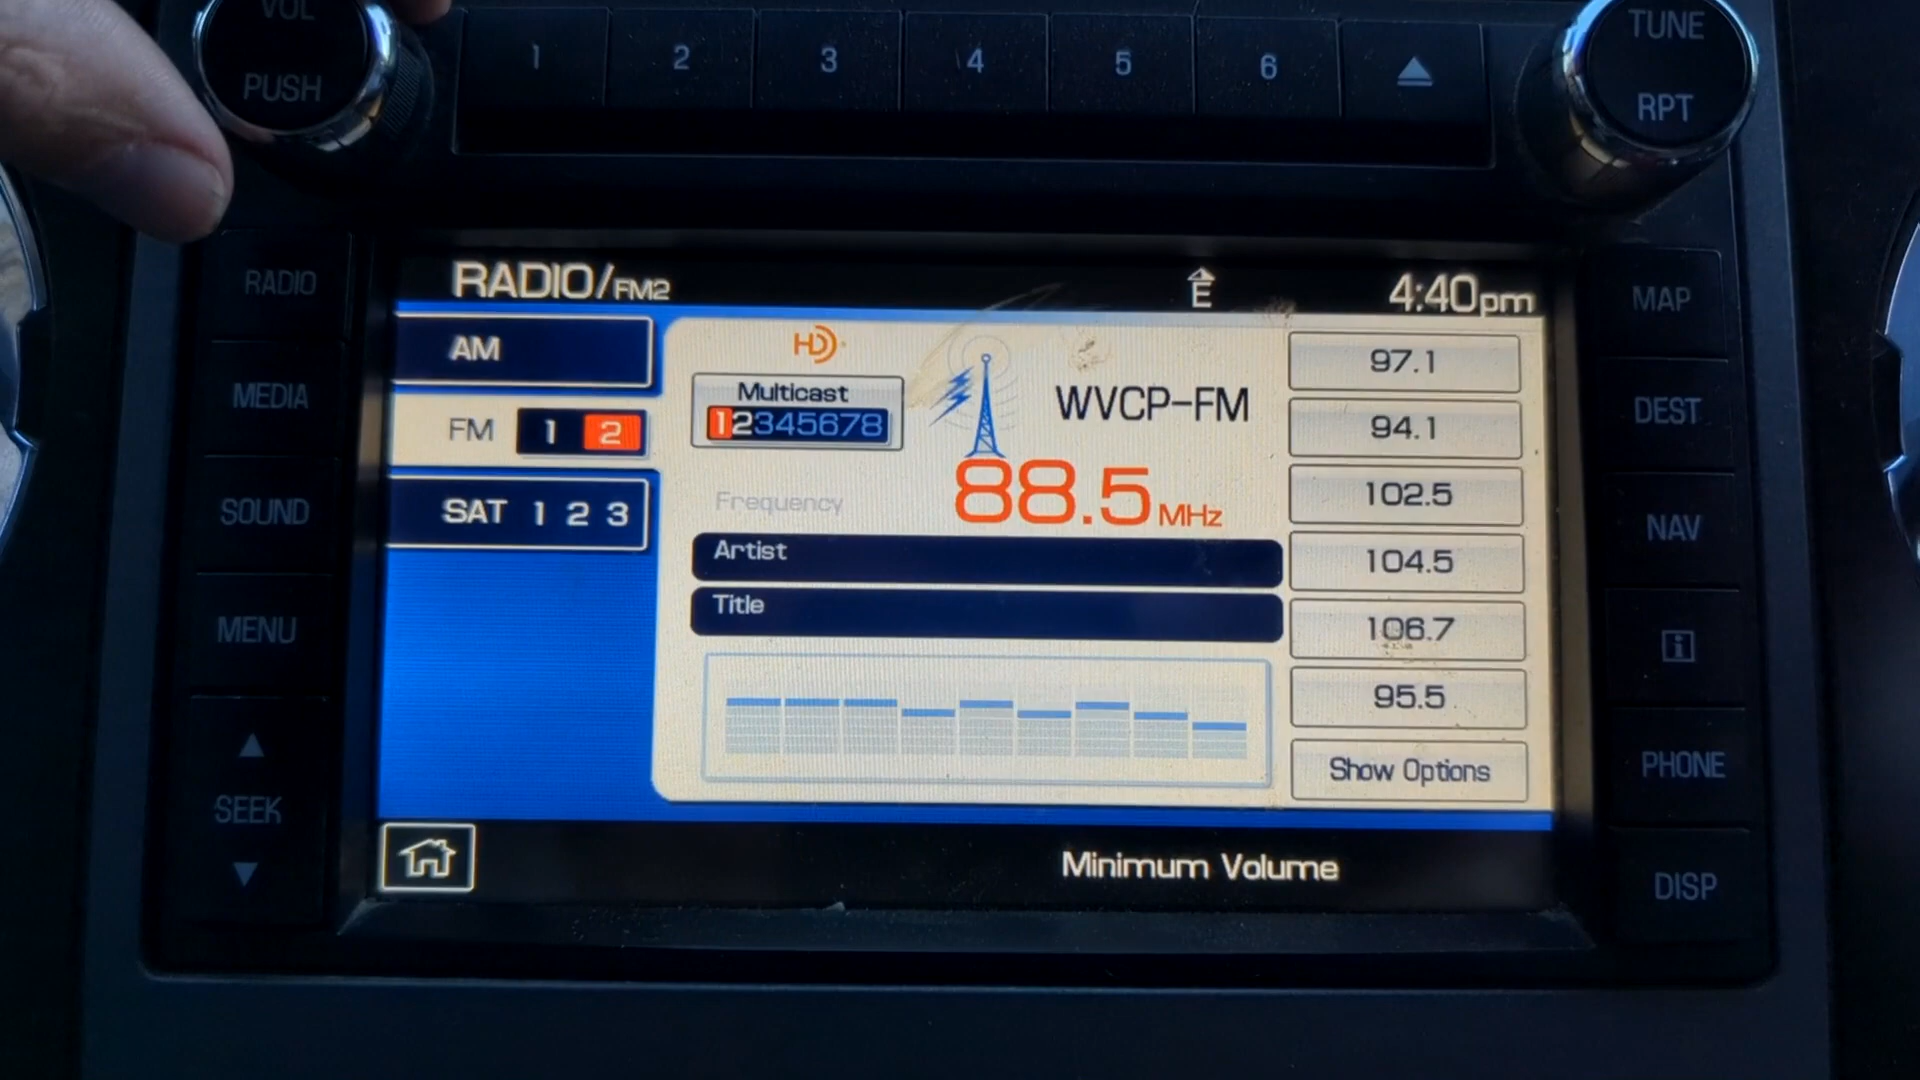 VOL
PUSH
1
2
3
4
5
6
TUNE
RPT
RADIO
MEDIA
SOUND
MENU
SEEK
RADIO/FM2
E
4:40pm
AM
FM 1 2
SAT 1 2 3
HD
Multicast
12345678
WVCP-FM
Frequency
88.5 MHz
Artist
Title
97.1
94.1
102.5
104.5
106.7
95.5
Show Options
Minimum Volume
MAP
DEST
NAV
i
PHONE
DISP